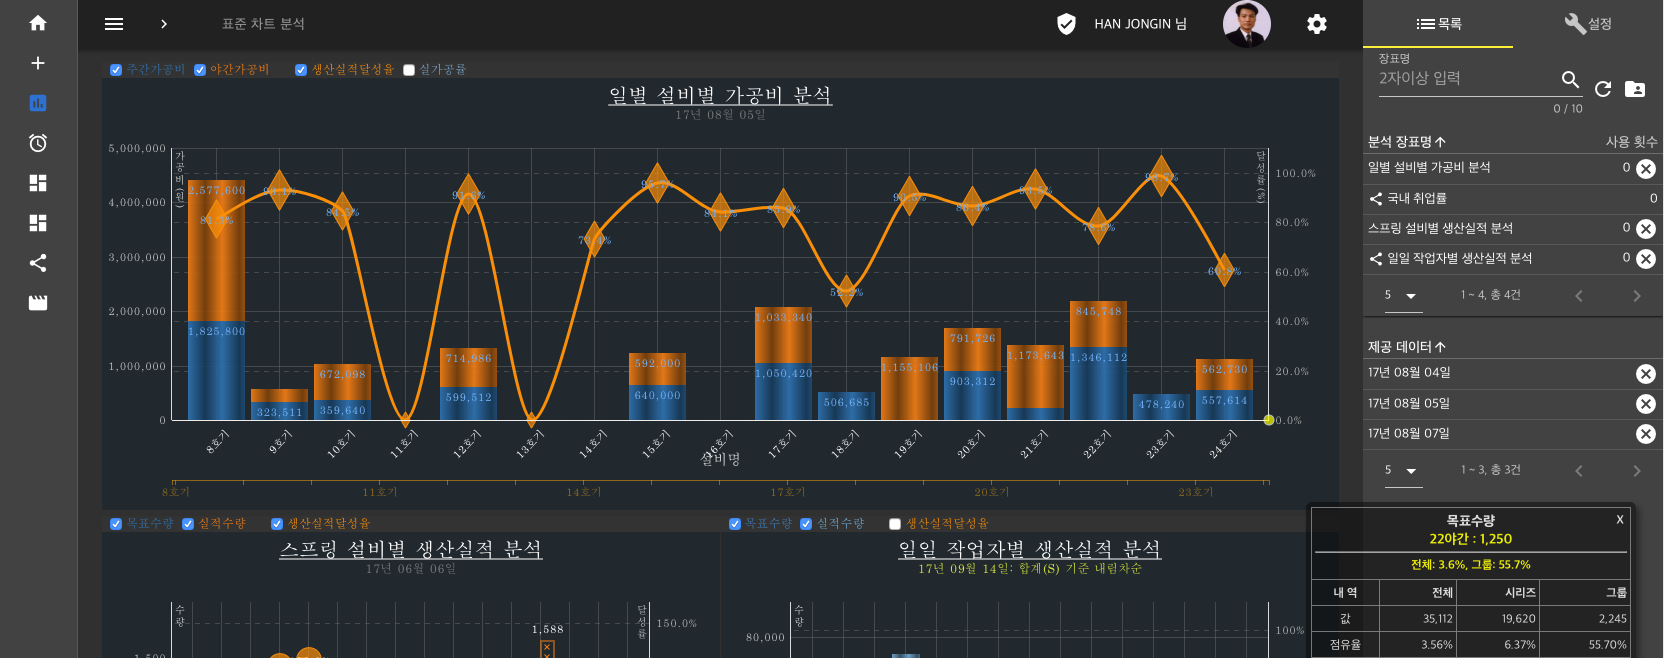 표준 차트 분석
HAN JONGIN 님
목록
설정
장표명
2자이상 입력
0 / 10
분석 장표명
사용 횟수
일별 설비별 가공비 분석 0
국내 취업률 0
스프링 설비별 생산실적 분석 0
일일 작업자별 생산실적 분석 0
5
1 ~ 4, 총 4건
제공 데이터
17년 08월 04일
17년 08월 05일
17년 08월 07일
5
1 ~ 3, 총 3건
주간가공비 야간가공비 생산실적달성율 실가공률
일별 설비별 가공비 분석
17년 08월 05일
가공비(원)
달성률(%)
5,000,000
4,000,000
3,000,000
2,000,000
1,000,000
0
100.0%
80.0%
60.0%
40.0%
20.0%
0.0%
2,577,600
1,825,800
323,511
672,098
359,640
714,986
599,512
592,000
640,000
1,033,340
1,050,420
506,685
1,155,106
791,726
903,312
1,173,643
845,748
1,346,112
478,240
562,730
557,614
8호기 9호기 10호기 11호기 12호기 13호기 14호기 15호기 16호기 17호기 18호기 19호기 20호기 21호기 22호기 23호기 24호기
설비명
8호기 11호기 14호기 17호기 20호기 23호기
목표수량 실적수량 생산실적달성율
스프링 설비별 생산실적 분석
17년 06월 06일
수량
달성률
150.0%
1,588
1,500
목표수량 실적수량 생산실적달성율
일일 작업자별 생산실적 분석
17년 09월 14일: 합계(S) 기준 내림차순
수량
80,000
100%
목표수량
X
22야간 : 1,250
전체: 3.6%, 그룹: 55.7%
내 역 전체 시리즈 그룹
값 35,112 19,620 2,245
점유율 3.56% 6.37% 55.70%